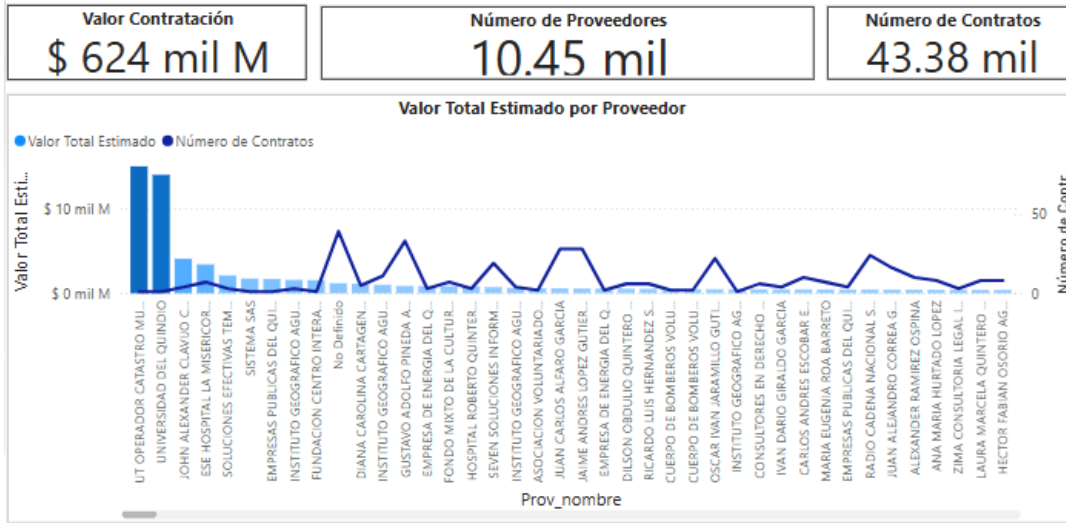 Valor Contratación
$ 624 mil M
Número de Proveedores
10.45 mil
Número de Contratos
43.38 mil
Valor Total Estimado por Proveedor
Valor Total Estimado
Número de Contratos
Valor Total Esti...
$ 10 mil M
$ 0 mil M
50
0
Número de Contr
UT OPERADOR CATASTRO MU...
UNIVERSIDAD DEL QUINDIO
JOHN ALEXANDER CLAVIJO C...
ESE HOSPITAL LA MISERICOR...
SOLUCIONES EFECTIVAS TEM...
SISTEMA SAS
EMPRESAS PUBLICAS DEL QUI...
INSTITUTO GEOGRAFICO AGU...
FUNDACION CENTRO INTERA...
No Definido
DIANA CAROLINA CARTAGEN...
INSTITUTO GEOGRAFICO AGU...
GUSTAVO ADOLFO PINEDA A...
EMPRESA DE ENERGIA DEL Q...
FONDO MIXTO DE LA CULTUR...
HOSPITAL ROBERTO QUINTER...
SEVEN SOLUCIONES INFORM...
INSTITUTO GEOGRAFICO AGU...
ASOCIACION VOLUNTARIADO...
JUAN CARLOS ALFARO GARCIA
JAIME ANDRES LOPEZ GUTIER...
EMPRESA DE ENERGIA DEL Q...
DILSON OBDULIO QUINTERO ...
RICARDO LUIS HERNANDEZ S...
CUERPO DE BOMBEROS VOLU...
CUERPO DE BOMBEROS VOLU...
OSCAR IVAN JARAMILLO GUTI...
INSTITUTO GEOGRAFICO AG...
CONSULTORES EN DERECHO ...
IVAN DARIO GIRALDO GARCIA
CARLOS ANDRES ESCOBAR E...
MARIA EUGENIA ROA BARRETO
EMPRESAS PUBLICAS DEL QUI...
RADIO CADENA NACIONAL S...
JUAN ALEJANDRO CORREA G...
ALEXANDER RAMIREZ OSPINA
ANA MARIA HURTADO LOPEZ
ZIMA CONSULTORIA LEGAL I...
LAURA MARCELA QUINTERO ...
HECTOR FABIAN OSORIO AG...
Prov_nombre